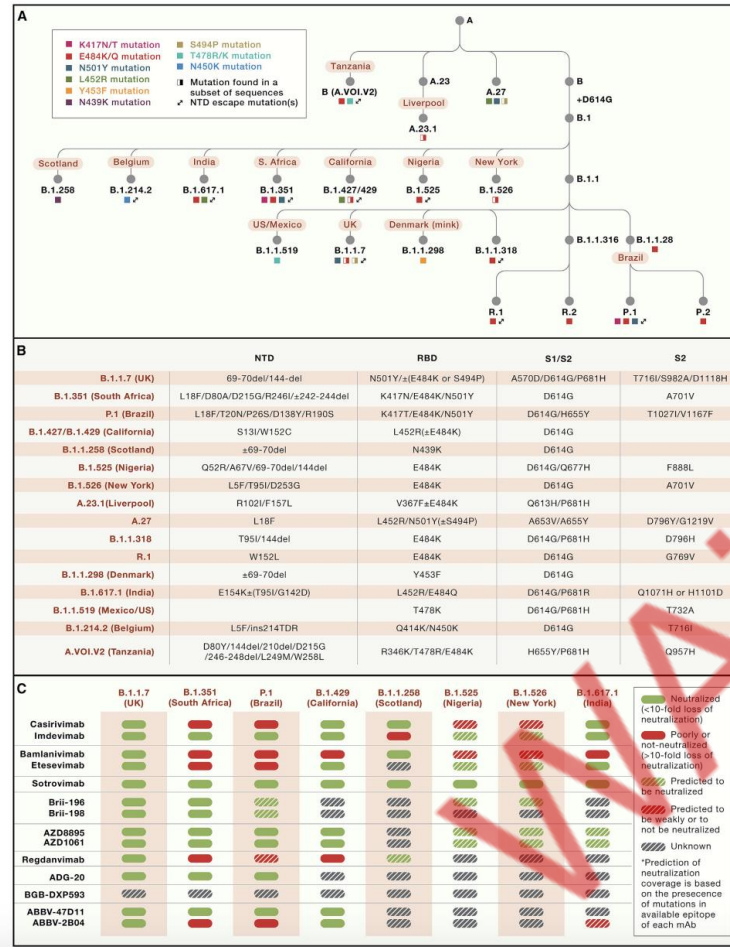 A
K417N/T mutation
E484K/Q mutation
N501Y mutation
L452R mutation
Y453F mutation
N439K mutation
S494P mutation
T478R/K mutation
N450K mutation
Mutation found in a
subset of sequences
NTD escape mutation(s)
A
Tanzania
B (A.VOI.V2)
A.23
Liverpool
A.23.1
A.27
B
+D614G
B.1
Scotland
B.1.258
Belgium
B.1.214.2
India
B.1.617.1
S. Africa
B.1.351
California
B.1.427/429
Nigeria
B.1.525
New York
B.1.526
B.1.1
US/Mexico
B.1.1.519
UK
B.1.1.7
Denmark (mink)
B.1.1.298
B.1.1.318
B.1.1.316
B.1.1.28
Brazil
R.1
R.2
P.1
P.2
B
NTD RBD S1/S2 S2
B.1.1.7 (UK) 69-70del/144-del N501Y/±(E484K or S494P) A570D/D614G/P681H T716I/S982A/D1118H
B.1.351 (South Africa) L18F/D80A/D215G/R246I/±242-244del K417N/E484K/N501Y D614G A701V
P.1 (Brazil) L18F/T20N/P26S/D138Y/R190S K417T/E484K/N501Y D614G/H655Y T1027I/V1167F
B.1.427/B.1.429 (California) S13I/W152C L452R(±E484K) D614G
B.1.1.258 (Scotland) ±69-70del N439K D614G
B.1.525 (Nigeria) Q52R/A67V/69-70del/144del E484K D614G/Q677H F888L
B.1.526 (New York) L5F/T95I/D253G E484K D614G A701V
A.23.1(Liverpool) R102I/F157L V367F±E484K Q613H/P681H
A.27 L18F L452R/N501Y(±S494P) A653V/A655Y D796Y/G1219V
B.1.1.318 T95I/144del E484K D614G/P681H D796H
R.1 W152L E484K D614G G769V
B.1.1.298 (Denmark) ±69-70del Y453F D614G
B.1.617.1 (India) E154K±(T95I/G142D) L452R/E484Q D614G/P681R Q1071H or H1101D
B.1.1.519 (Mexico/US) T478K D614G/P681H T732A
B.1.214.2 (Belgium) L5F/ins214TDR Q414K/N450K D614G T716I
A.VOI.V2 (Tanzania) D80Y/144del/210del/D215G
/246-248del/L249M/W258L R346K/T478R/E484K H655Y/P681H Q957H
C
B.1.1.7 B.1.351 P.1 B.1.429 B.1.1.258 B.1.525 B.1.526 B.1.617.1
(UK) (South Africa) (Brazil) (California) (Scotland) (Nigeria) (New York) (India)
Casirivimab
Imdevimab
Bamlanivimab
Etesevimab
Sotrovimab
Brii-196
Brii-198
AZD8895
AZD1061
Regdanvimab
ADG-20
BGB-DXP593
ABBV-47D11
ABBV-2B04
Neutralized
(<10-fold loss of
neutralization)
Poorly or
not-neutralized
(>10-fold loss of
neutralization)
Predicted to
be neutralized
Predicted to
be weakly or to
not be neutralized
Unknown
*Prediction of
neutralization
coverage is based
on the presecence
of mutations in
available epitope
of each mAb